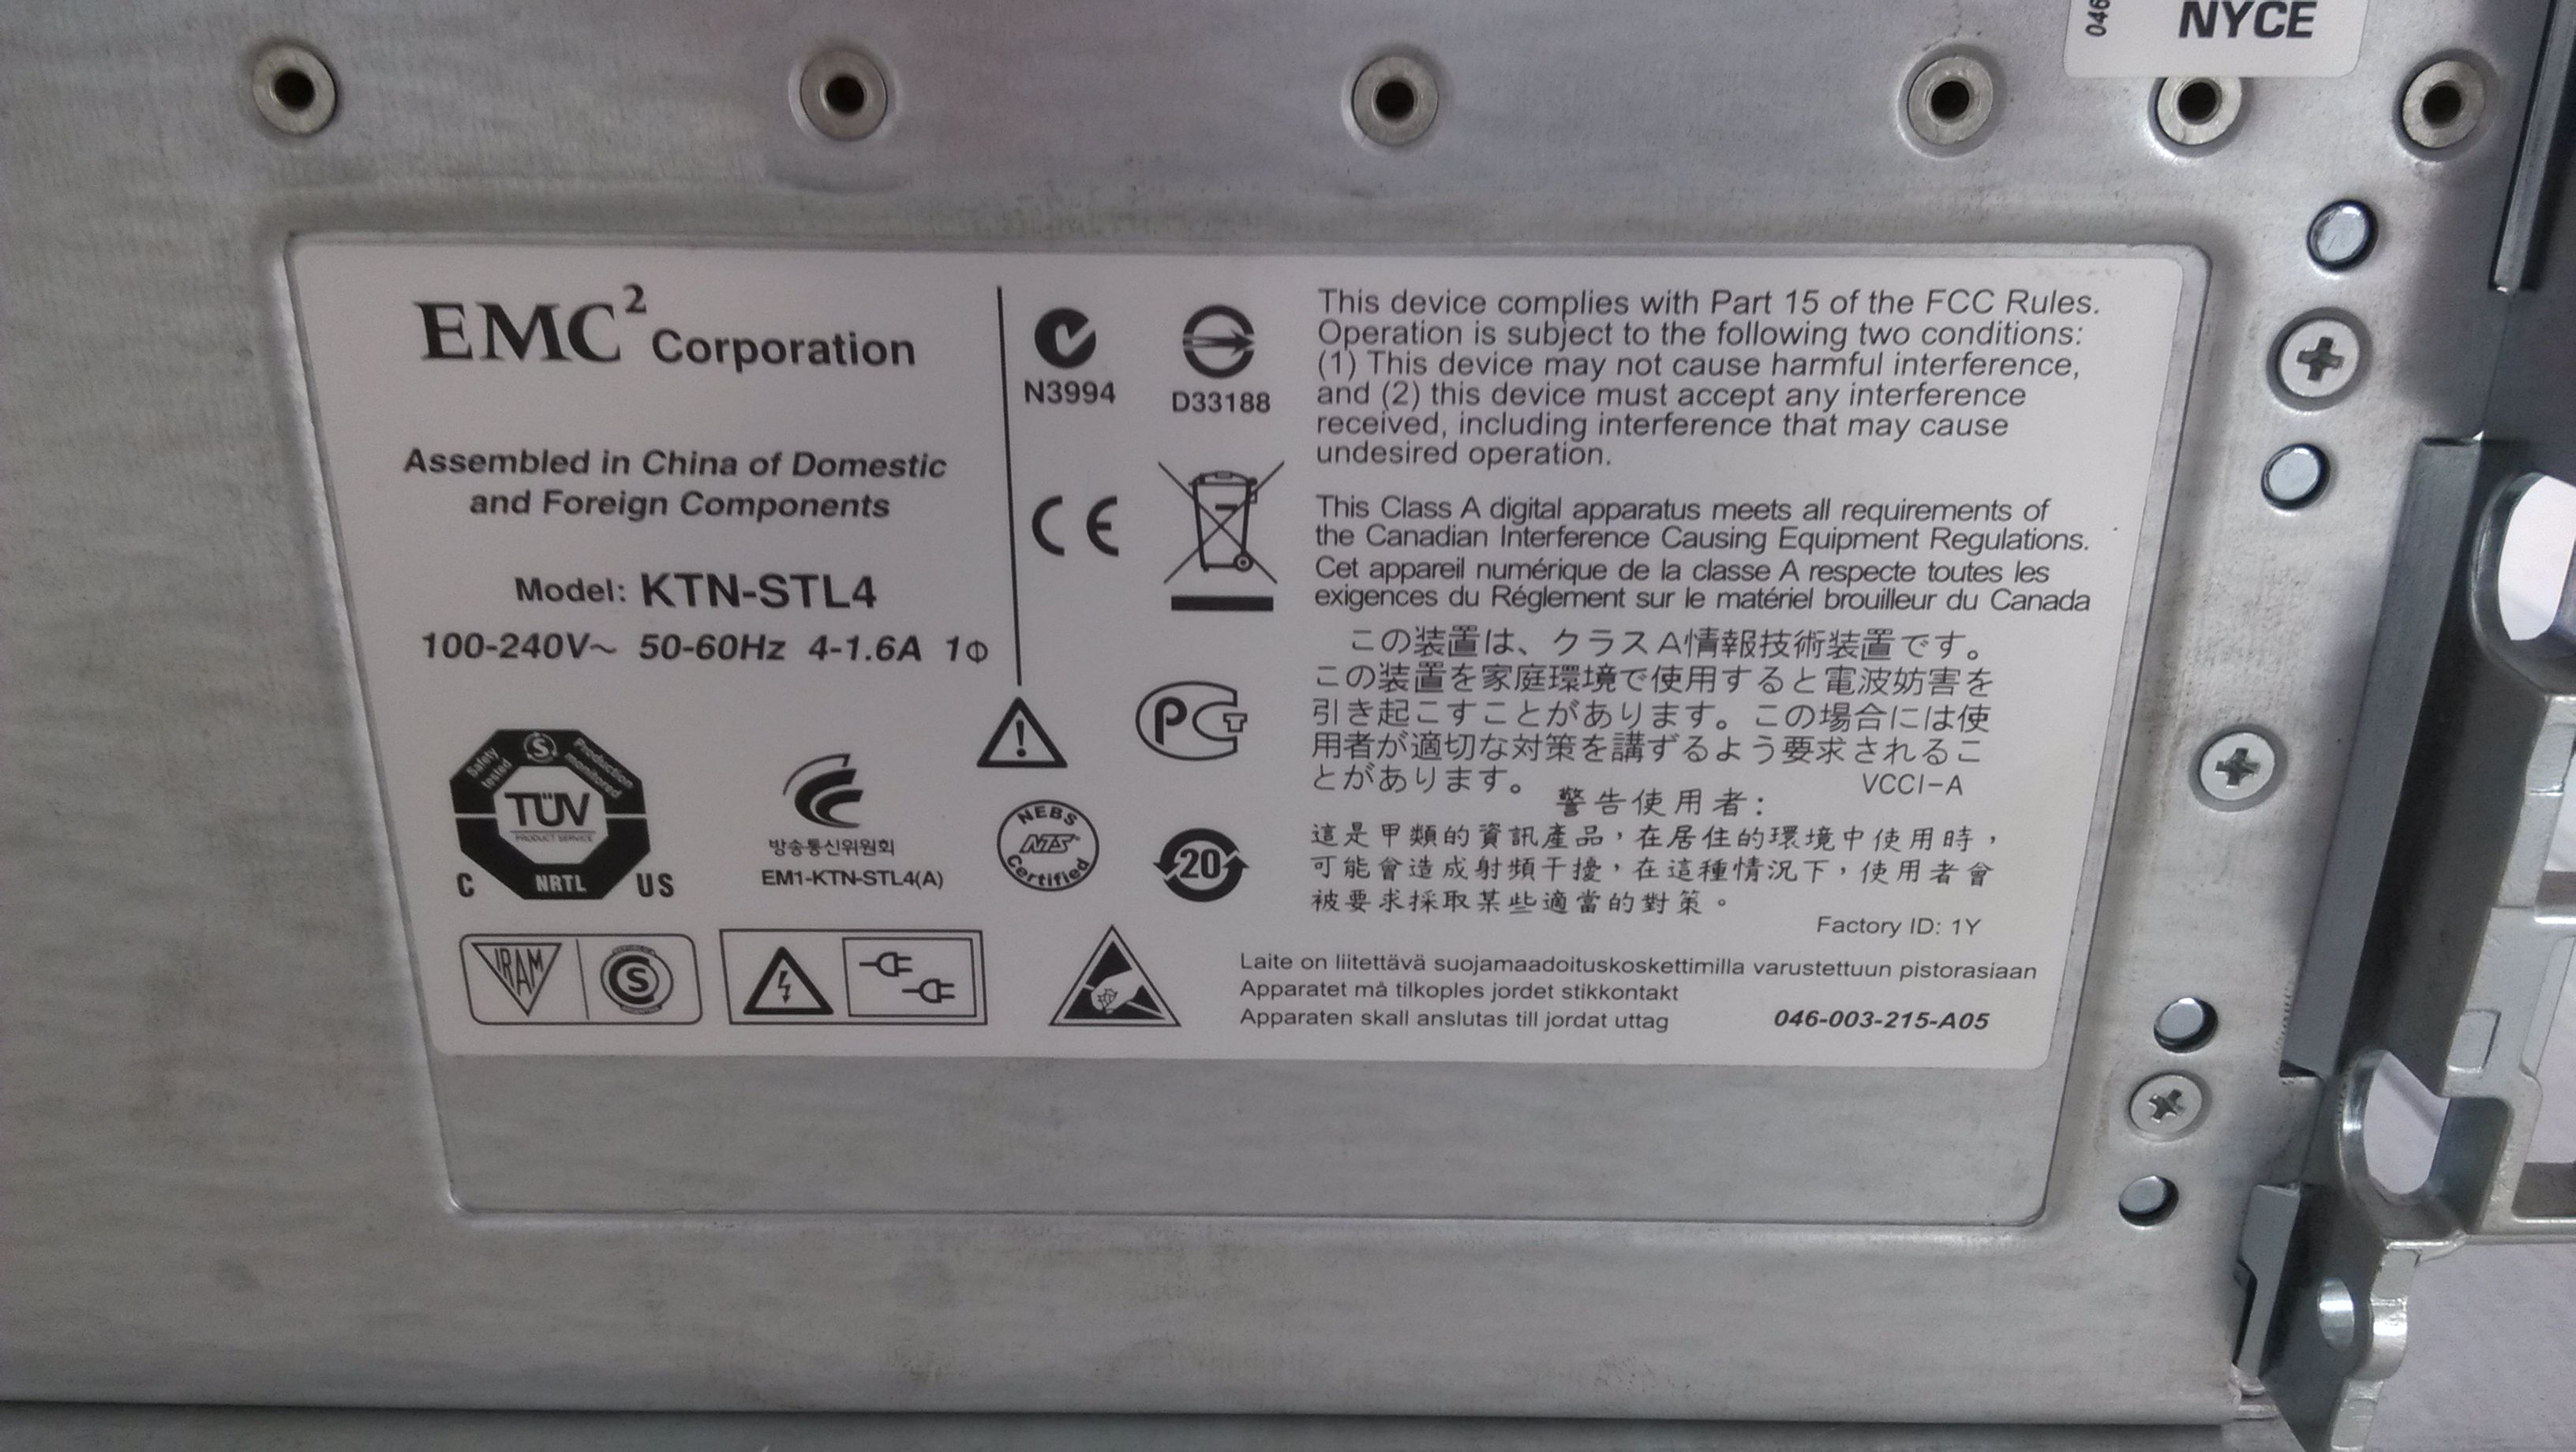 046
NYCE
EMC² Corporation
Assembled in China of Domestic
and Foreign Components
Model: KTN-STL4
100-240V~ 50-60Hz 4-1.6A 1Φ
Safety tested
S
Production monitored
TÜV
PRODUCT SERVICE
C
NRTL
US
방송통신위원회
EM1-KTN-STL4(A)
IRAM
S
N3994
D33188
CE
PCT
NEBS
NTS
Certified
20
This device complies with Part 15 of the FCC Rules.
Operation is subject to the following two conditions:
(1) This device may not cause harmful interference,
and (2) this device must accept any interference
received, including interference that may cause
undesired operation.
This Class A digital apparatus meets all requirements of
the Canadian Interference Causing Equipment Regulations.
Cet appareil numérique de la classe A respecte toutes les
exigences du Réglement sur le matériel brouilleur du Canada
この装置は、クラスA情報技術装置です。
この装置を家庭環境で使用すると電波妨害を
引き起こすことがあります。この場合には使
用者が適切な対策を講ずるよう要求されるこ
とがあります。
VCCI-A
警告使用者:
這是甲類的資訊產品，在居住的環境中使用時，
可能會造成射頻干擾，在這種情況下，使用者會
被要求採取某些適當的對策。
Factory ID: 1Y
Laite on liitettävä suojamaadoituskoskettimilla varustettuun pistorasiaan
Apparatet må tilkoples jordet stikkontakt
Apparaten skall anslutas till jordat uttag
046-003-215-A05